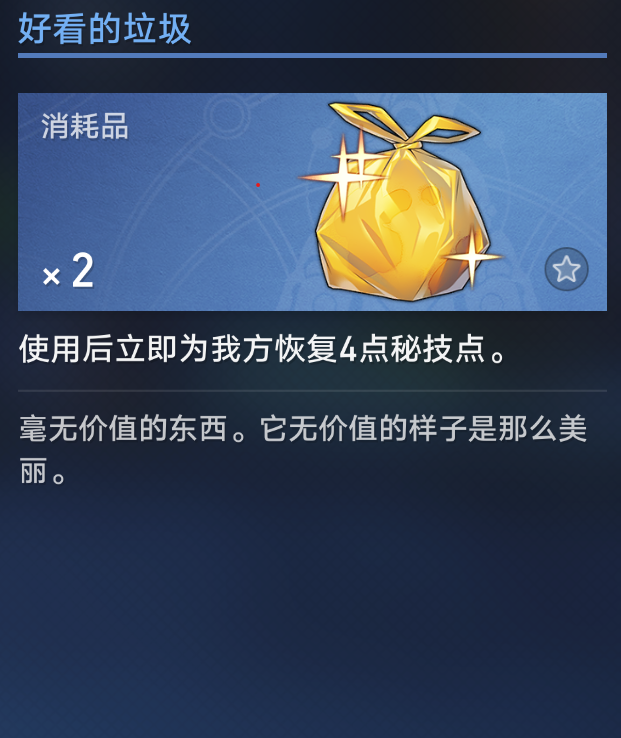 好看的垃圾
消耗品
×2
使用后立即为我方恢复4点秘技点。
毫无价值的东西。它无价值的样子是那么美
丽。